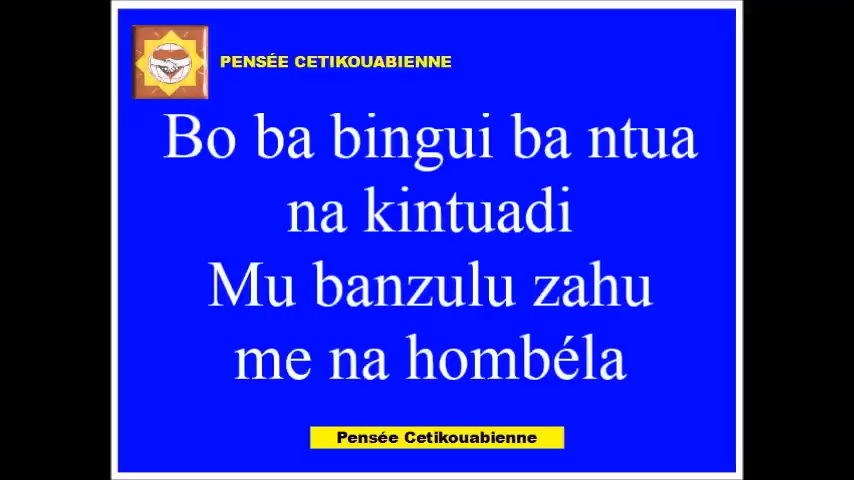 PENSÉE CETIKOUABIENNE
Bo ba bingui ba ntua
na kintuadi
Mu banzulu zahu
me na hombéla
Pensée Cetikouabienne